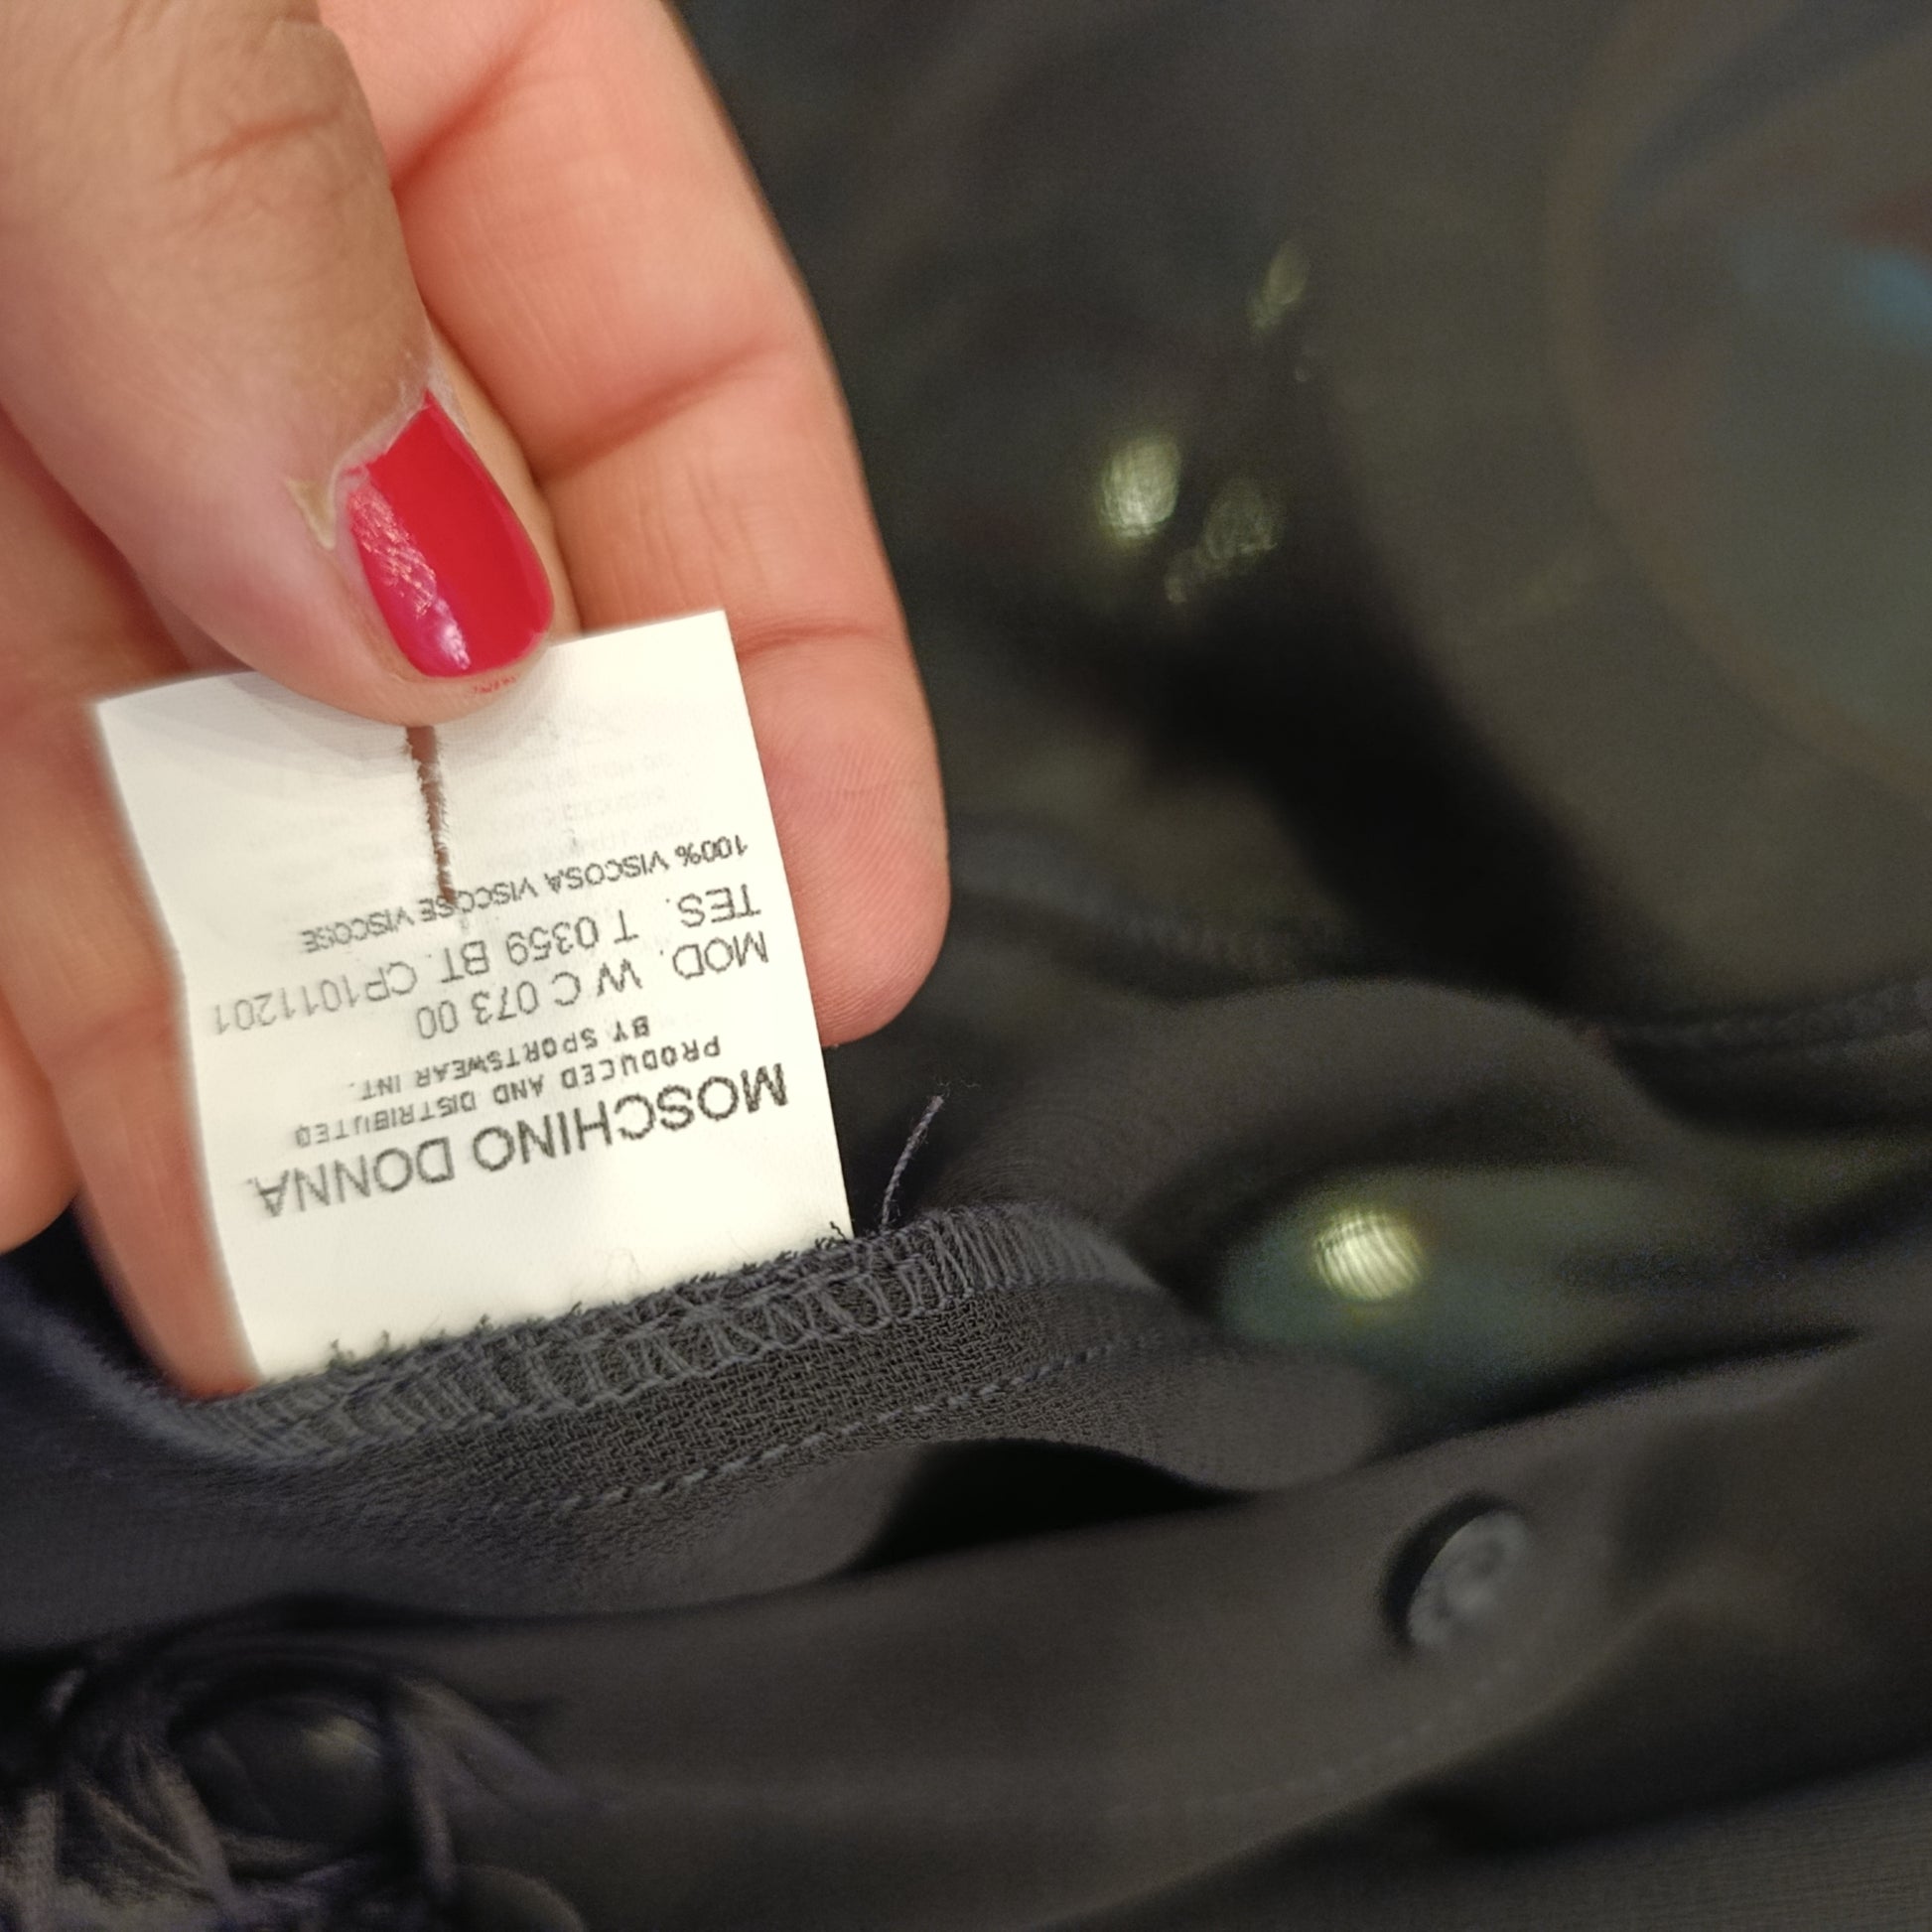 MOSCHINO DONNA
PRODUCED AND DISTRIBUTED
BY SPORTSWEAR INT.
MOD. W C 073 00
TES. T 0359 BT. CP1011201
100% VISCOSA VISCOSE VISCOSE